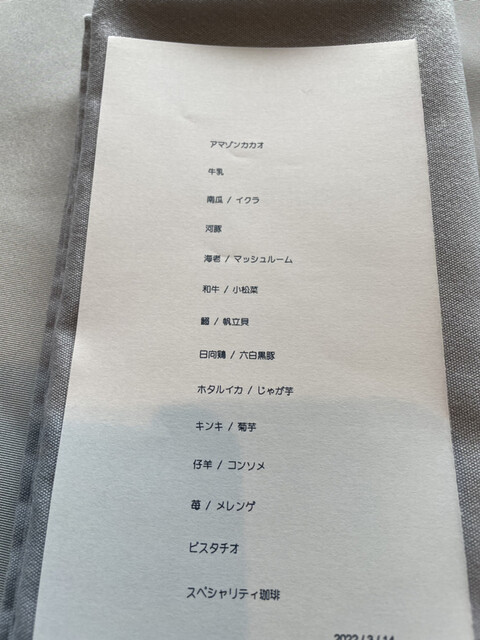 アマゾンカカオ
牛乳
南瓜 / イクラ
河豚
海老 / マッシュルーム
和牛 / 小松菜
鰯 / 帆立貝
日向鶏 / 六白黒豚
ホタルイカ / じゃが芋
キンキ / 菊芋
仔羊 / コンソメ
苺 / メレンゲ
ピスタチオ
スペシャリティ珈琲
2022 / 3 / 14